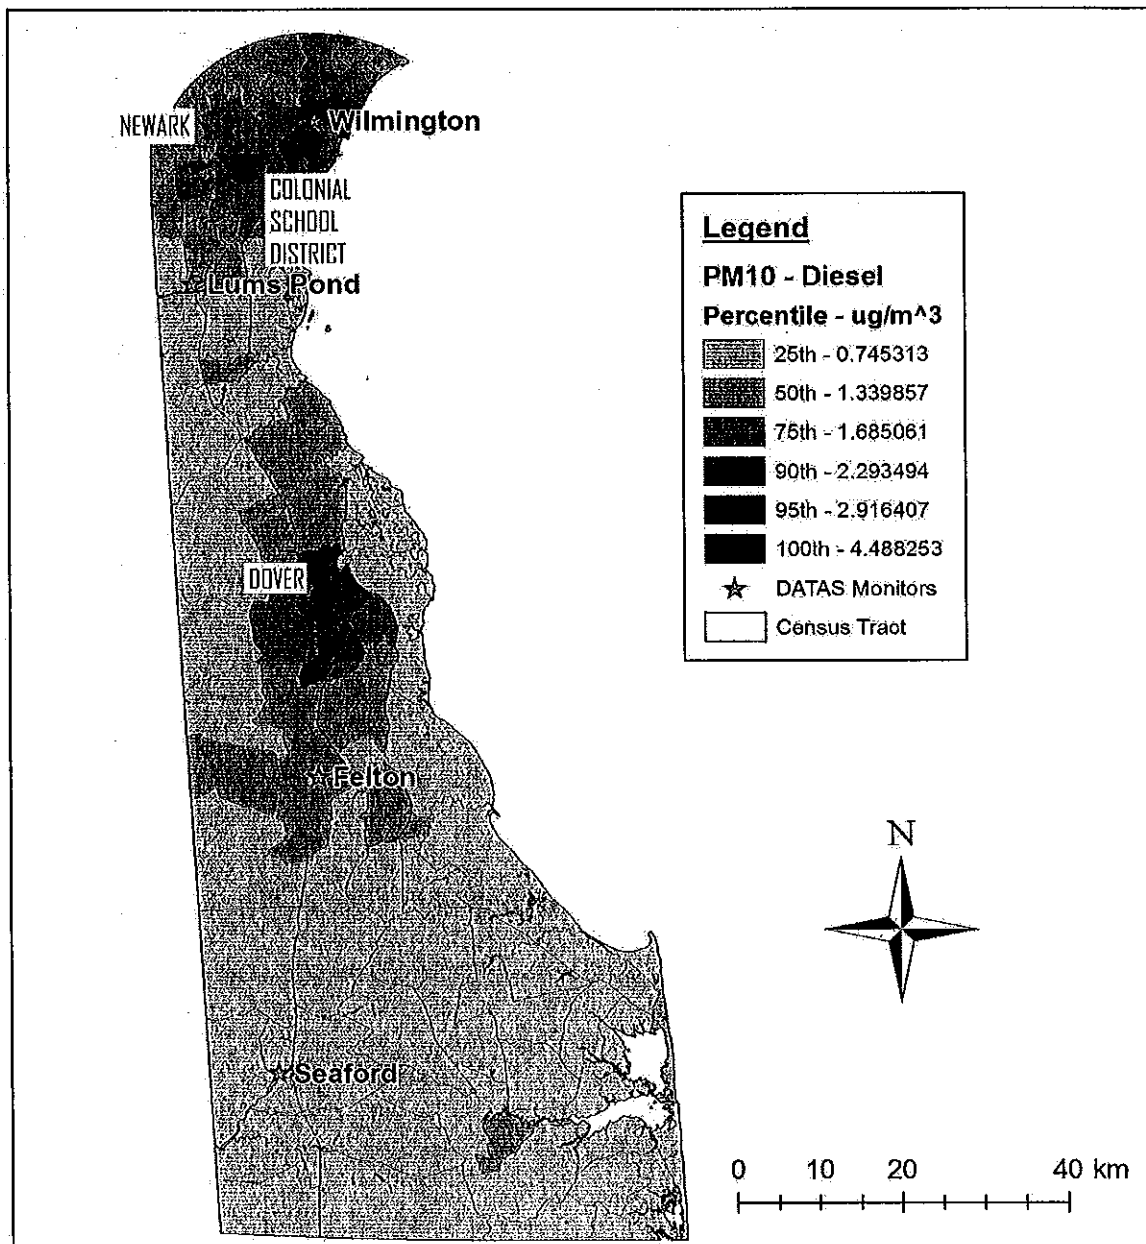 NEWARK
Wilmington
COLONIAL
SCHOOL
DISTRICT
Lums Pond
DOVER
Felton
Seaford
Legend
PM10 - Diesel
Percentile - ug/m^3
25th - 0.745313
50th - 1.339857
75th - 1.685061
90th - 2.293494
95th - 2.916407
100th - 4.488253
DATAS Monitors
Census Tract
N
0 10 20 40 km